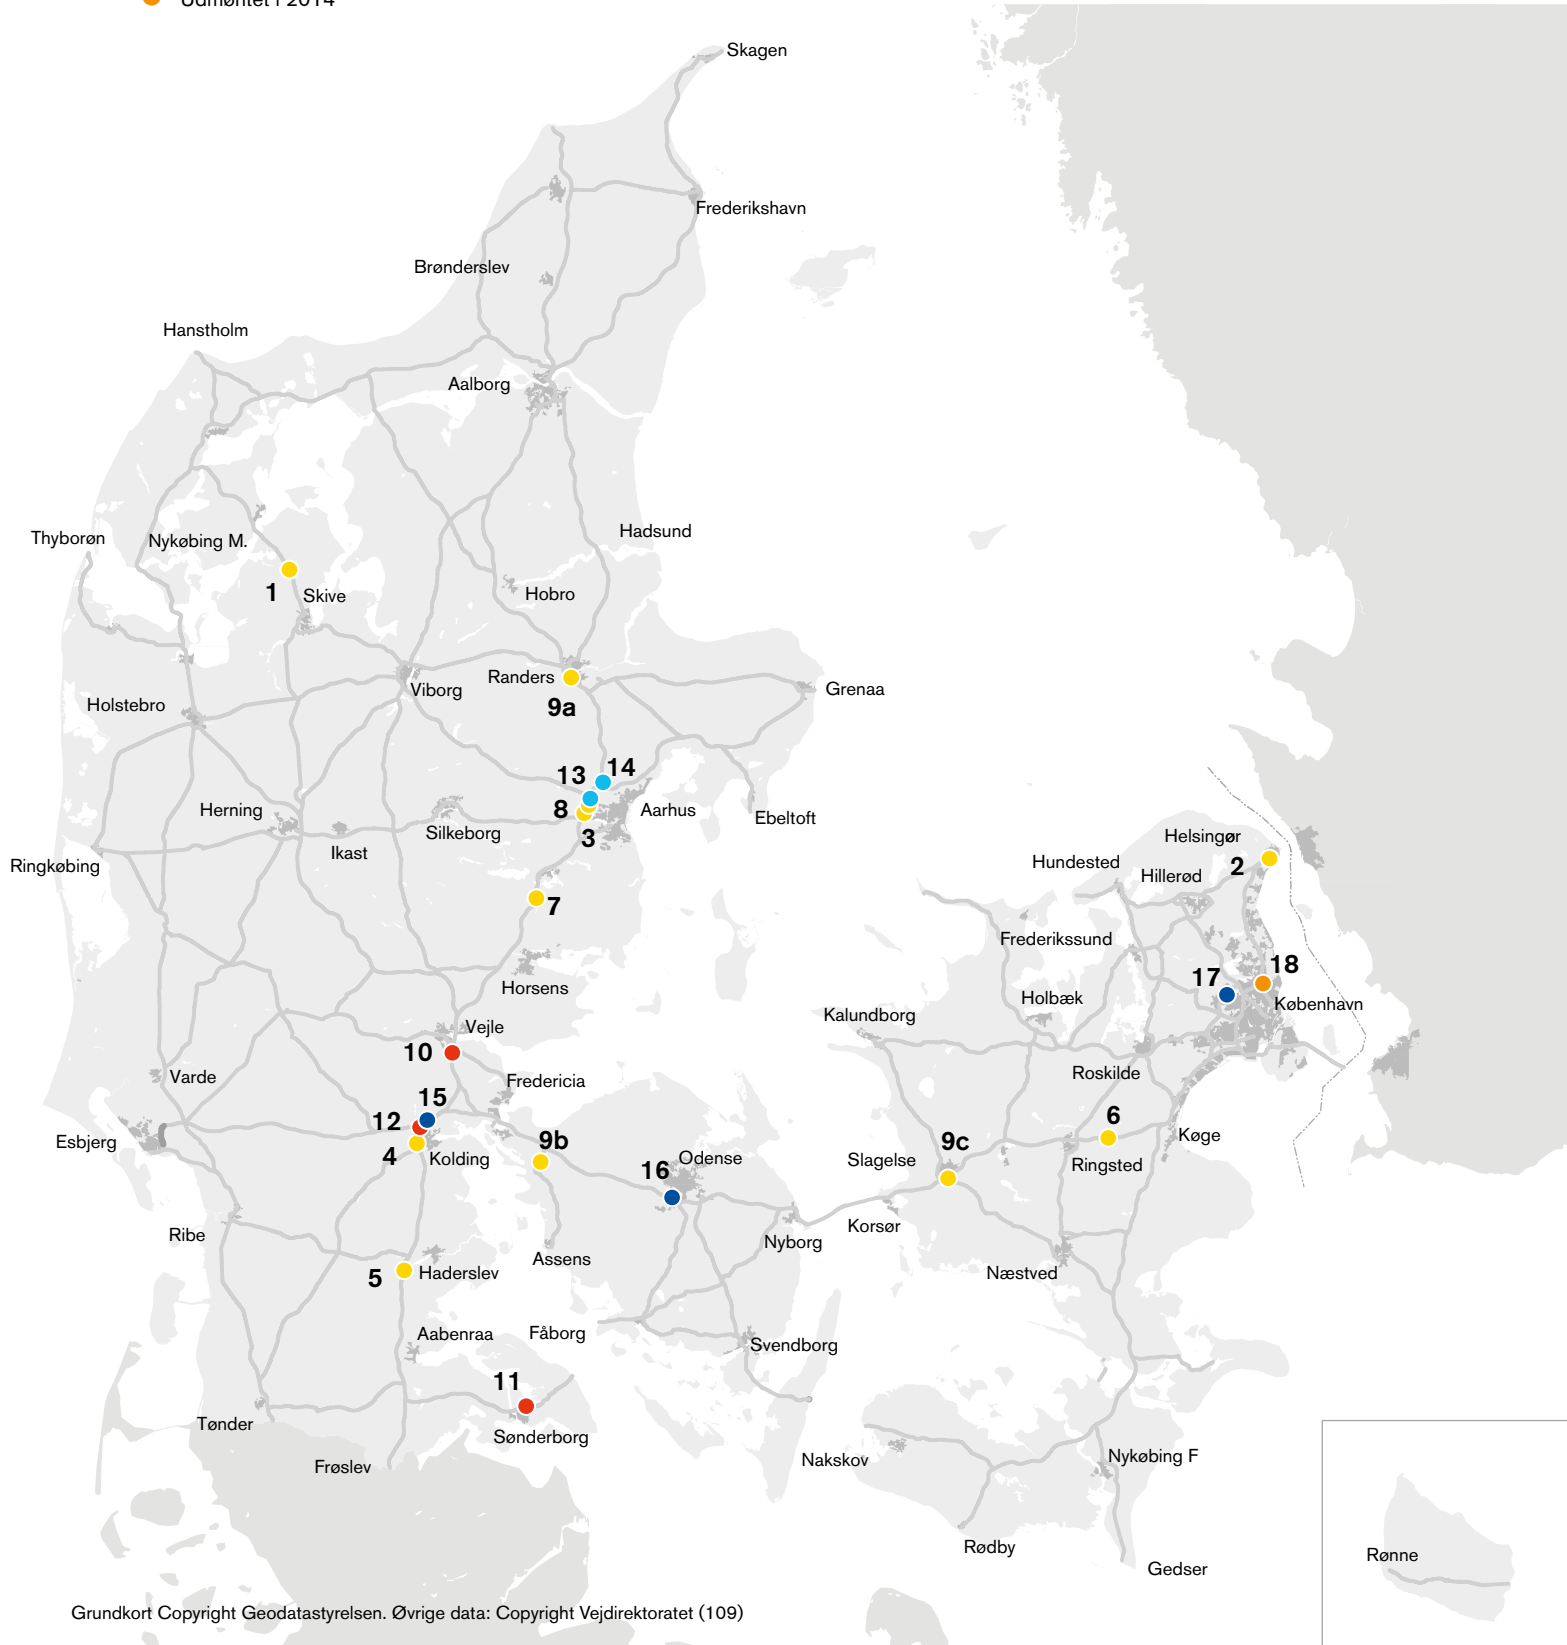 Udmøntet i 2014
Skagen
Frederikshavn
Brønderslev
Hanstholm
Aalborg
Hadsund
Thyborøn
Nykøbing M.
1
Skive
Hobro
Randers
9a
Viborg
Grenaa
Holstebro
13
14
8
3
Aarhus
Ebeltoft
Herning
Silkeborg
Ikast
Ringkøbing
7
Helsingør
2
Hundested
Hillerød
Frederikssund
18
17
København
Holbæk
Kalundborg
Horsens
Vejle
10
Roskilde
Varde
Fredericia
15
12
4
Kolding
Esbjerg
9b
6
Køge
Ringsted
9c
Slagelse
16
Odense
Korsør
Nyborg
Ribe
Assens
Næstved
5
Haderslev
Aabenraa
Fåborg
Svendborg
11
Sønderborg
Tønder
Frøslev
Nakskov
Nykøbing F
Rødby
Gedser
Rønne
Grundkort Copyright Geodatastyrelsen. Øvrige data: Copyright Vejdirektoratet (109)